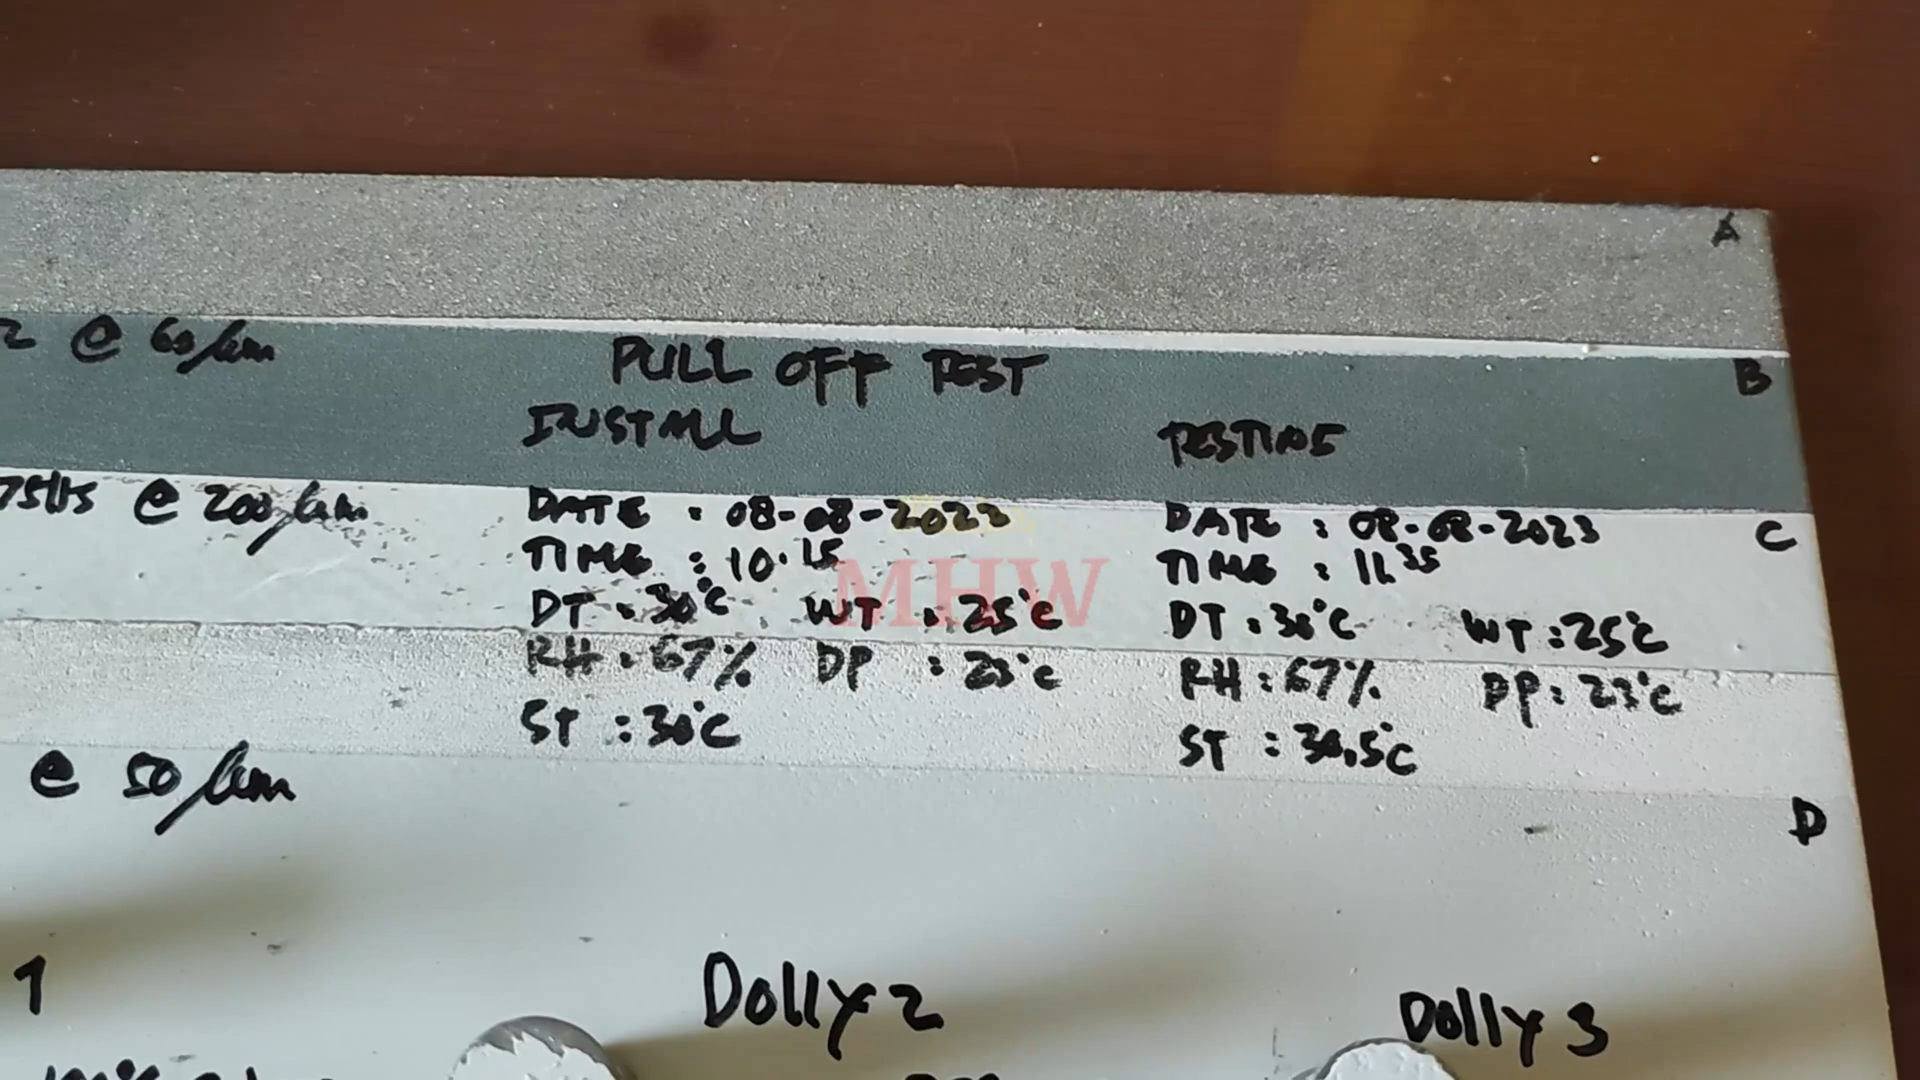 A
2 @ 60 µm
PULL OFF TEST
B
INSTALL
TESTING
75US @ 200 µm
DATE : 08-08-2023
DATE : 08-08-2023
C
TIME : 10.15
TIME : 11.35
MHW
DT : 30°C WT : 25°C
DT : 30°C WT : 25°C
RH : 67% DP : 23°C
RH : 67% DP : 23°C
ST : 30°C
ST : 30.5°C
@ 50 µm
D
1
Dolly 2
Dolly 3